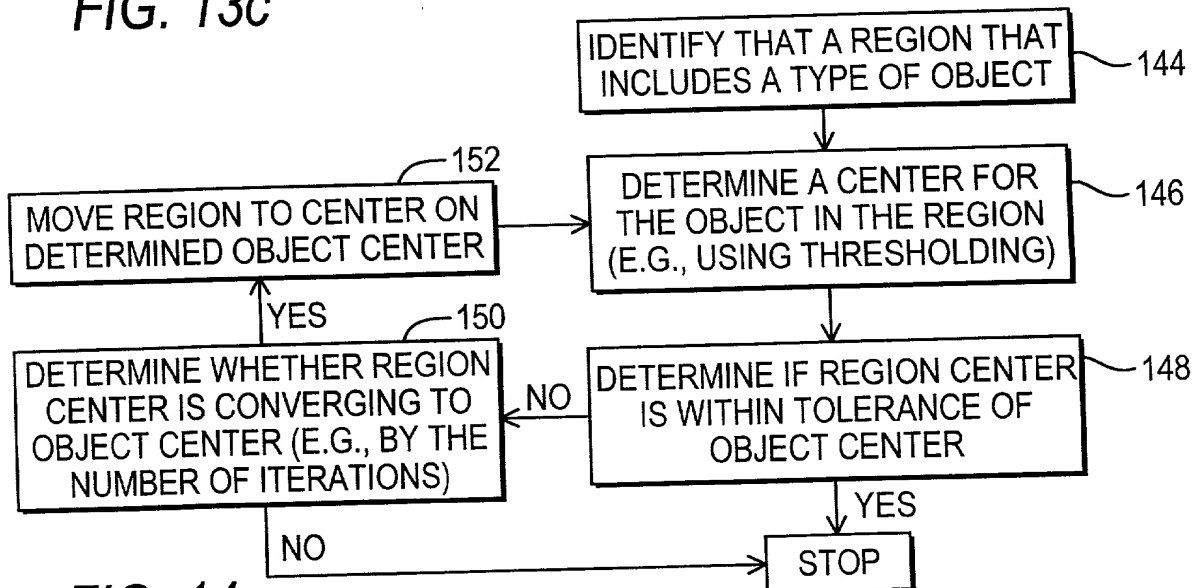 FIG. 13c
IDENTIFY THAT A REGION THAT
INCLUDES A TYPE OF OBJECT
144
152
MOVE REGION TO CENTER ON
DETERMINED OBJECT CENTER
DETERMINE A CENTER FOR
THE OBJECT IN THE REGION
(E.G., USING THRESHOLDING)
146
YES
150
DETERMINE WHETHER REGION
CENTER IS CONVERGING TO
OBJECT CENTER (E.G., BY THE
NUMBER OF ITERATIONS)
NO
DETERMINE IF REGION CENTER
IS WITHIN TOLERANCE OF
OBJECT CENTER
148
YES
NO
STOP